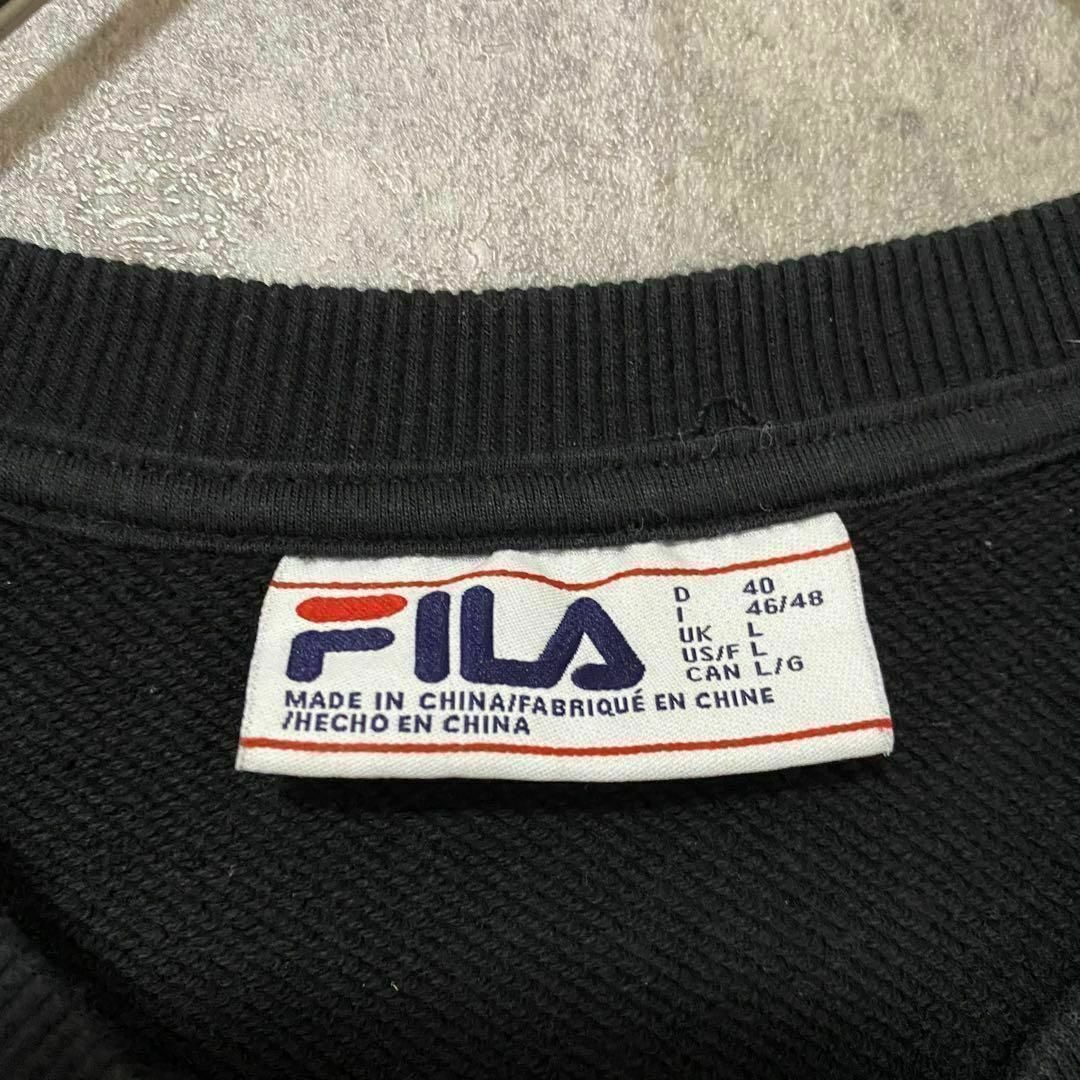 FILA
D 40
I 46/48
UK L
US/F L
CAN L/G
MADE IN CHINA/FABRIQUÉ EN CHINE
/HECHO EN CHINA